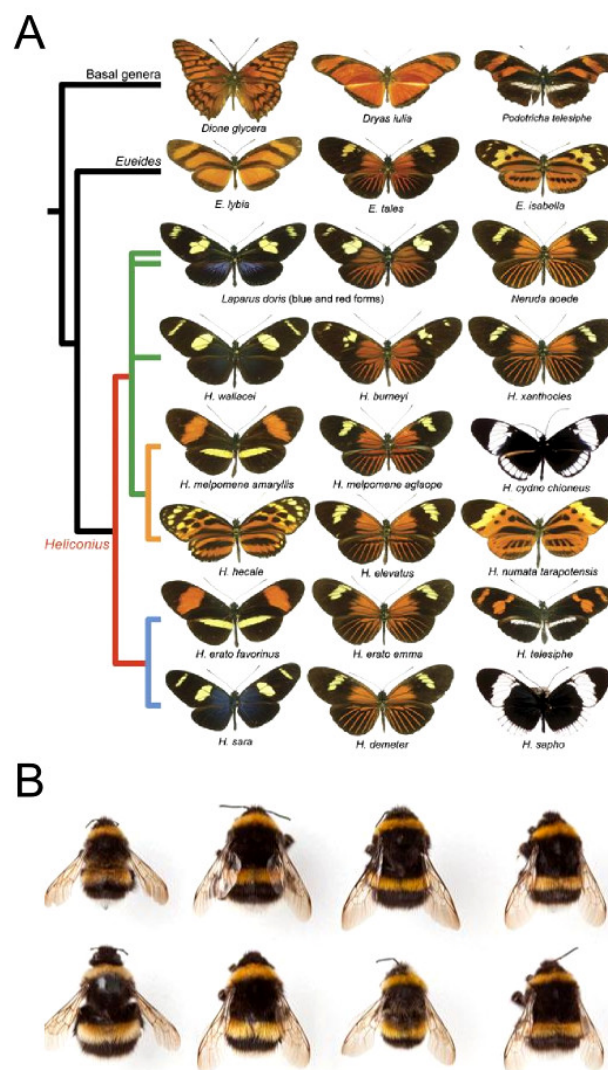 A
Basal genera
Dione glycera
Dryas iulia
Podotricha telesiphe
Eueides
E. lybia
E. tales
E. isabella
Laparus doris (blue and red forms)
Neruda aoede
H. wallacei
H. burneyi
H. xanthocles
H. melpomene amaryllis
H. melpomene aglaope
H. cydno chioneus
Heliconius
H. hecale
H. elevatus
H. numata tarapotensis
H. erato favorinus
H. erato emma
H. telesiphe
H. sara
H. demeter
H. sapho
B